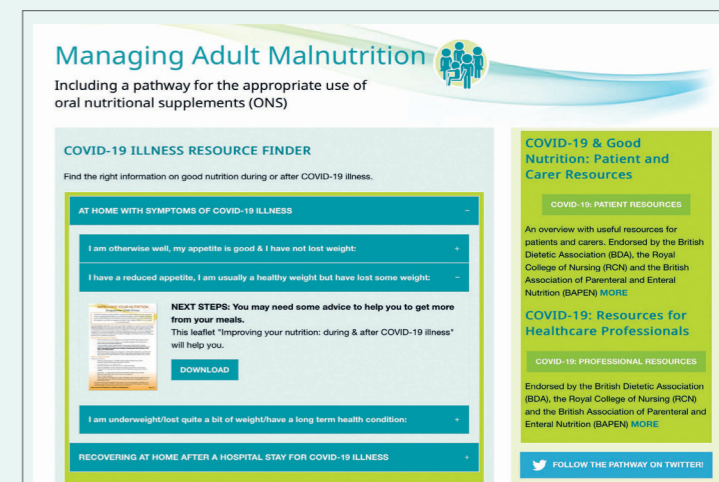 Managing Adult Malnutrition
Including a pathway for the appropriate use of
oral nutritional supplements (ONS)
COVID-19 ILLNESS RESOURCE FINDER
Find the right information on good nutrition during or after COVID-19 illness.
AT HOME WITH SYMPTOMS OF COVID-19 ILLNESS −
I am otherwise well, my appetite is good & I have not lost weight: +
I have a reduced appetite, I am usually a healthy weight but have lost some weight: −
NEXT STEPS: You may need some advice to help you to get more
from your meals.
This leaflet "Improving your nutrition: during & after COVID-19 illness"
will help you.
DOWNLOAD
I am underweight/lost quite a bit of weight/have a long term health condition: +
RECOVERING AT HOME AFTER A HOSPITAL STAY FOR COVID-19 ILLNESS +
COVID-19 & Good
Nutrition: Patient and
Carer Resources
COVID-19: PATIENT RESOURCES
An overview with useful resources for
patients and carers. Endorsed by the British
Dietetic Association (BDA), the Royal
College of Nursing (RCN) and the British
Association of Parenteral and Enteral
Nutrition (BAPEN) MORE
COVID-19: Resources for
Healthcare Professionals
COVID-19: PROFESSIONAL RESOURCES
Endorsed by the British Dietetic Association
(BDA), the Royal College of Nursing (RCN)
and the British Association of Parenteral and
Enteral Nutrition (BAPEN) MORE
FOLLOW THE PATHWAY ON TWITTER!